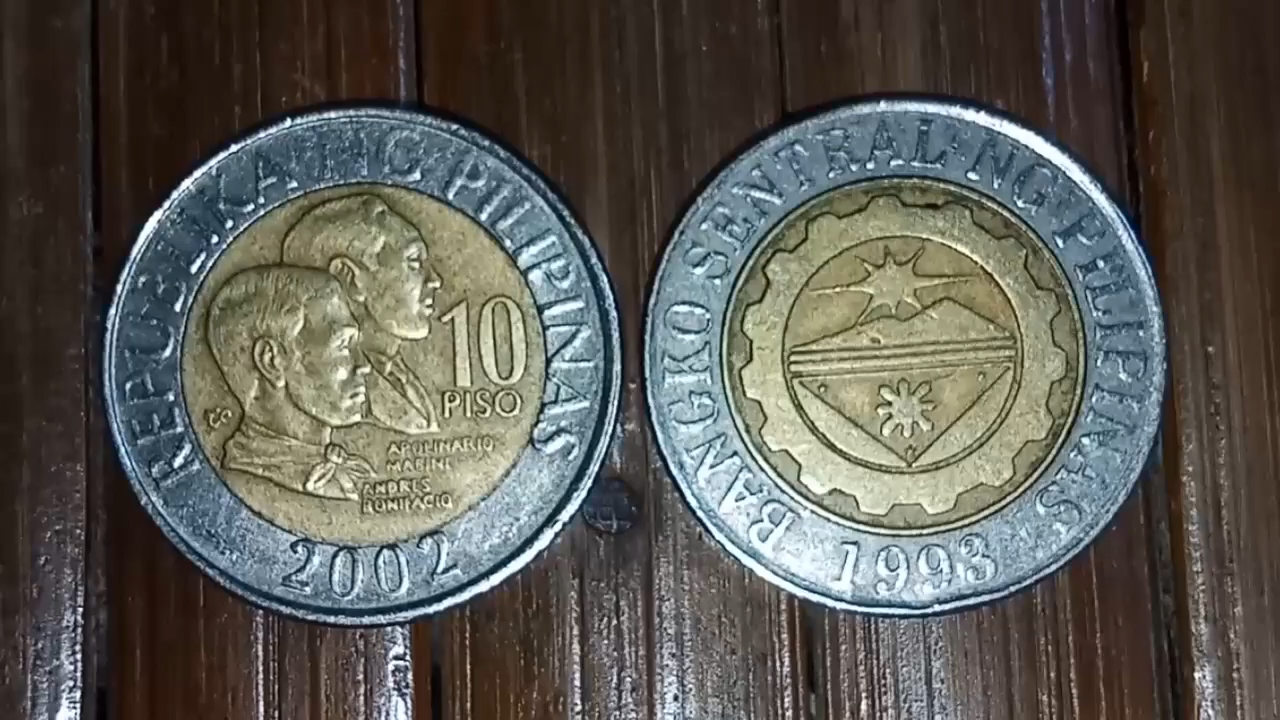 REPUBLIKA NG PILIPINAS
10
PISO
APOLINARIO
MABINI
ANDRES
BONIFACIO
2002
BANGKO SENTRAL NG PILIPINAS
1993